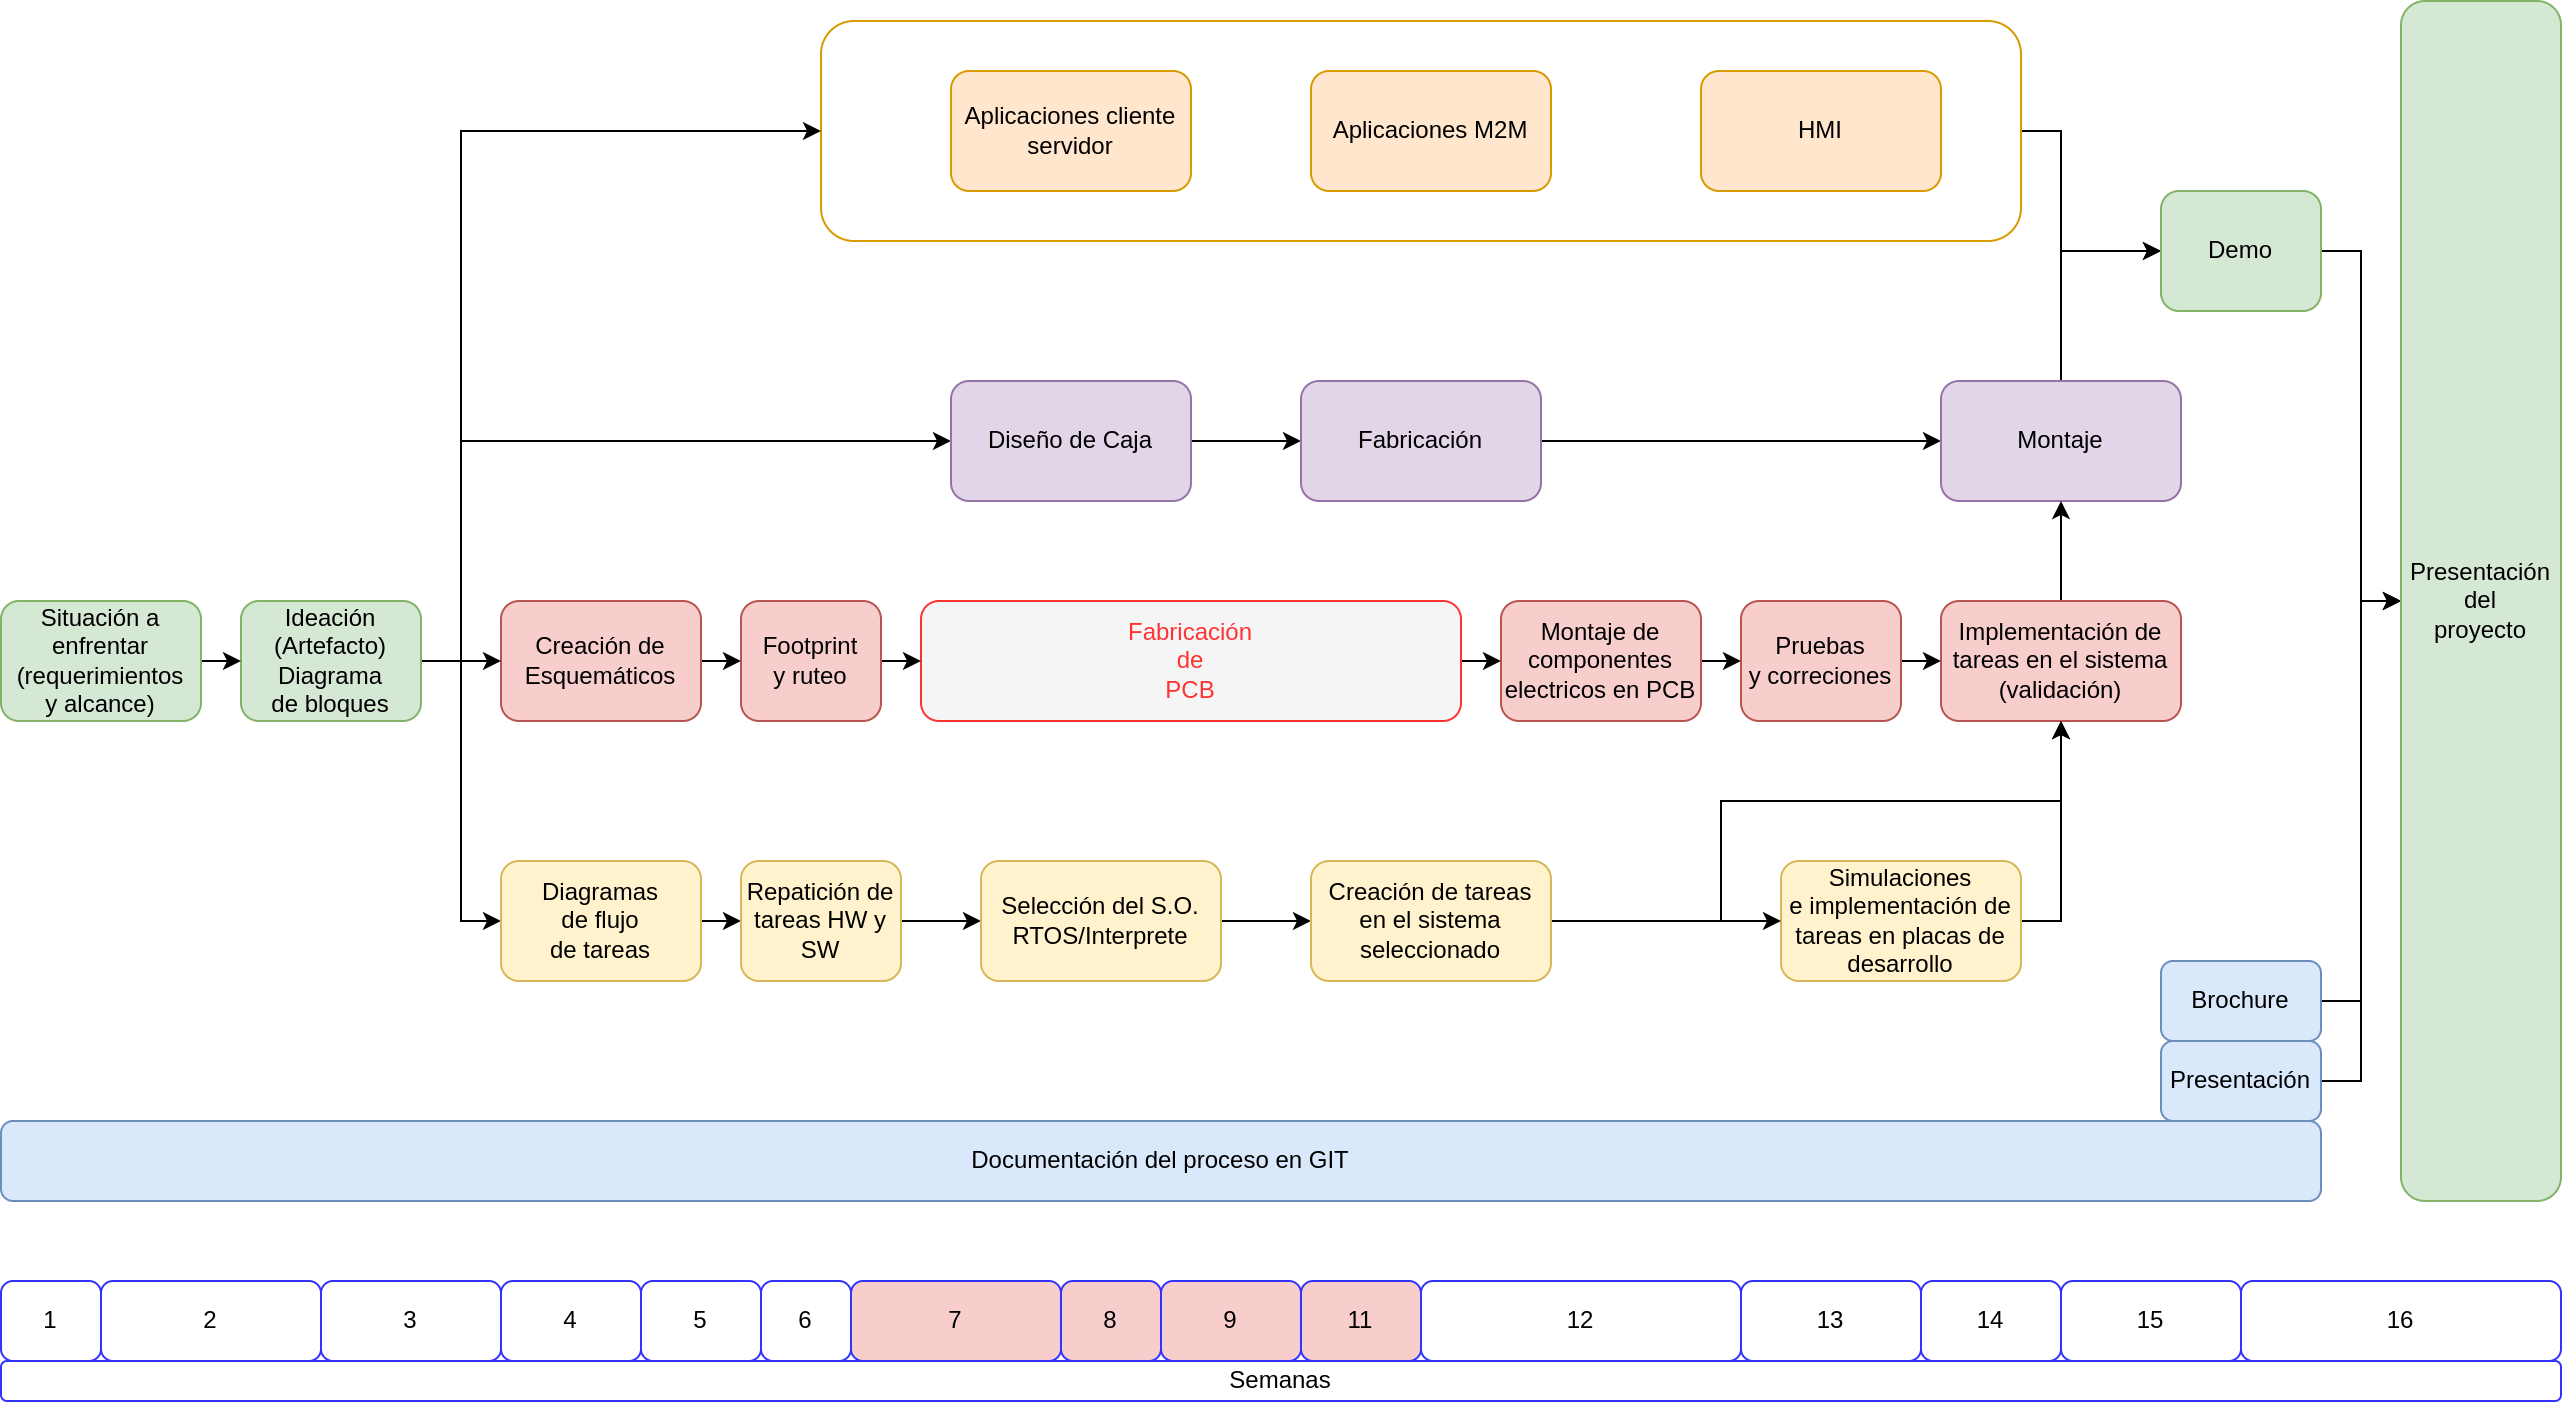 Aplicaciones cliente
servidor
Aplicaciones M2M
HMI
Demo
Diseño de Caja
Fabricación
Montaje
Situación a
enfrentar
(requerimientos
y alcance)
Ideación
(Artefacto)
Diagrama
de bloques
Creación de
Esquemáticos
Footprint
y ruteo
Fabricación
de
PCB
Montaje de
componentes
electricos en PCB
Pruebas
y correciones
Implementación de
tareas en el sistema
(validación)
Presentación
del
proyecto
Diagramas
de flujo
de tareas
Repatición de
tareas HW y
SW
Selección del S.O.
RTOS/Interprete
Creación de tareas
en el sistema
seleccionado
Simulaciones
e implementación de
tareas en placas de
desarrollo
Brochure
Presentación
Documentación del proceso en GIT
1
2
3
4
5
6
7
8
9
11
12
13
14
15
16
Semanas